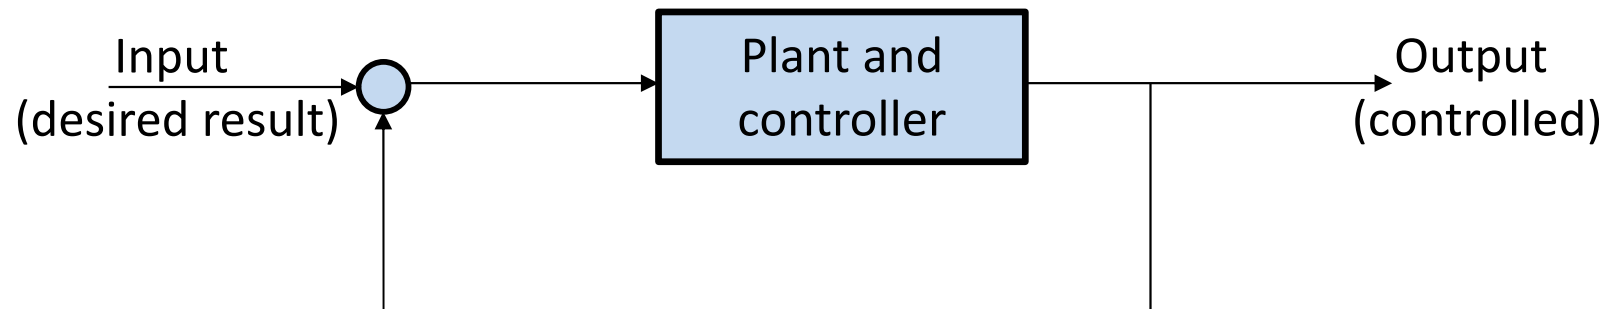 Input
(desired result)
Plant and
controller
Output
(controlled)